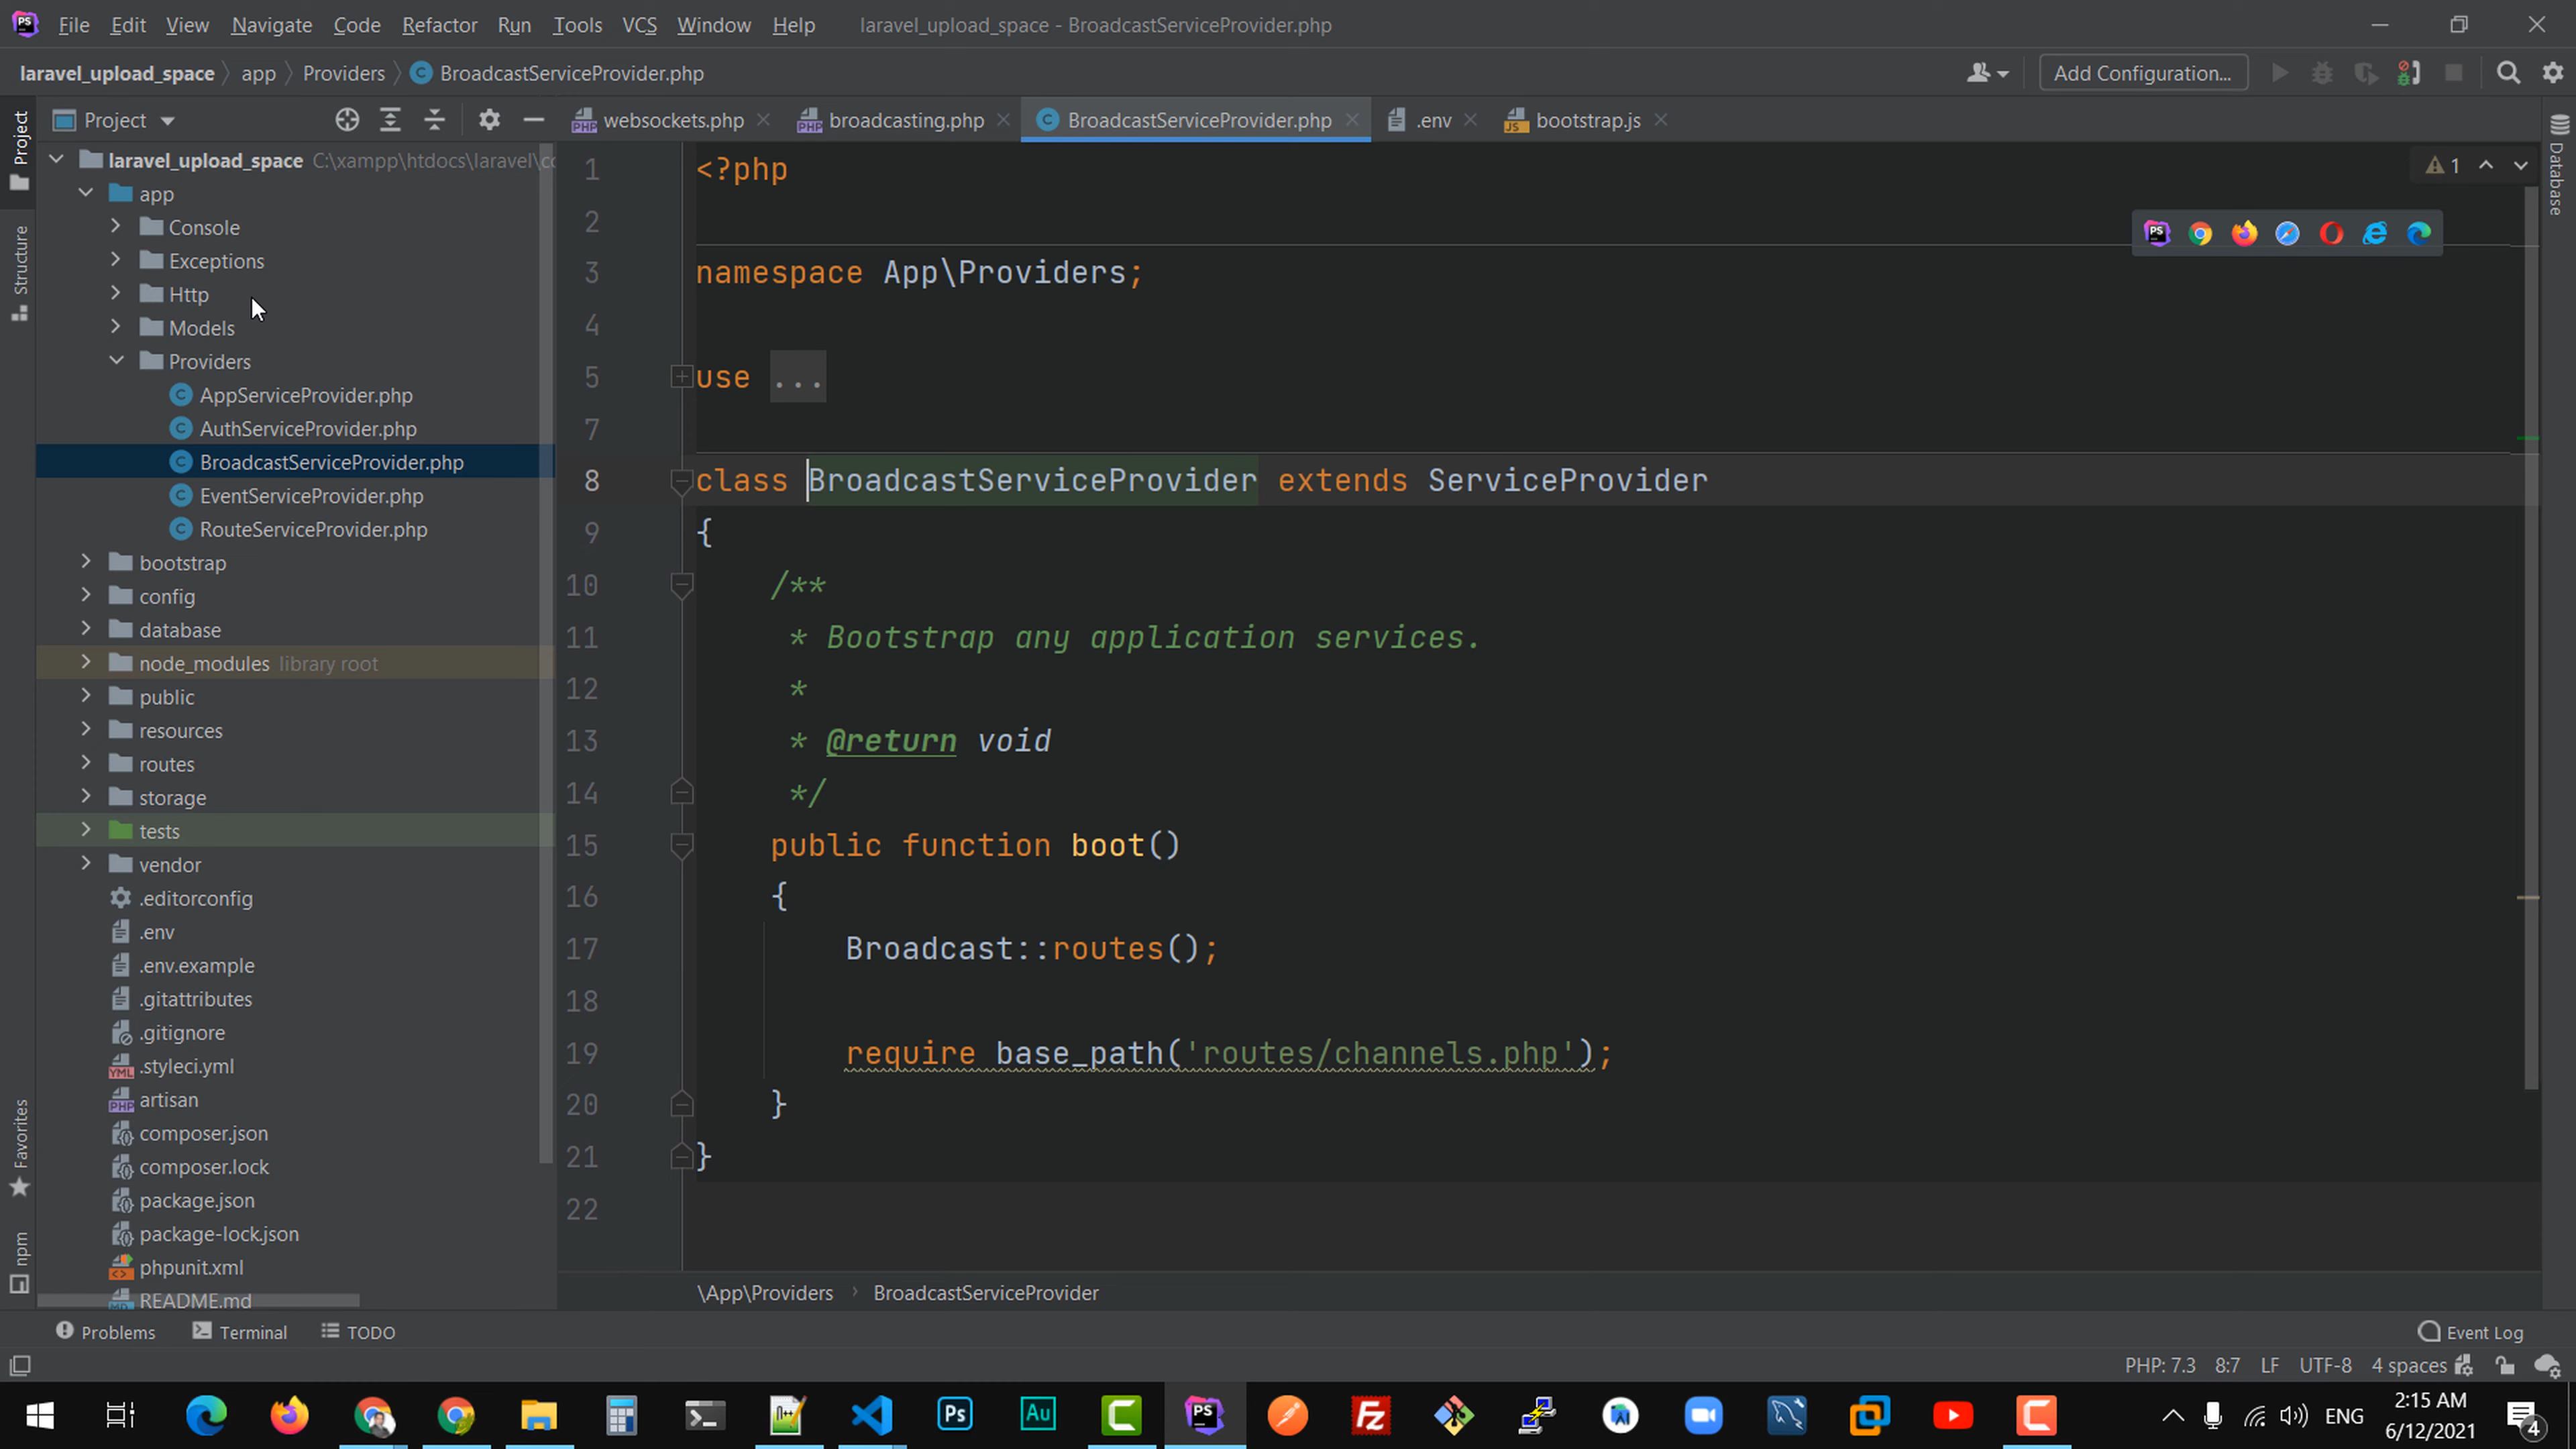 File Edit View Navigate Code Refactor Run Tools VCS Window Help laravel_upload_space - BroadcastServiceProvider.php
laravel_upload_space app Providers BroadcastServiceProvider.php Add Configuration...
Project websockets.php broadcasting.php BroadcastServiceProvider.php .env bootstrap.js
Project
Structure
Favorites
npm
Database
laravel_upload_space C:\xampp\htdocs\laravel\cc
app
Console
Exceptions
Http
Models
Providers
AppServiceProvider.php
AuthServiceProvider.php
BroadcastServiceProvider.php
EventServiceProvider.php
RouteServiceProvider.php
bootstrap
config
database
node_modules library root
public
resources
routes
storage
tests
vendor
.editorconfig
.env
.env.example
.gitattributes
.gitignore
.styleci.yml
artisan
composer.json
composer.lock
package.json
package-lock.json
phpunit.xml
README.md
1 <?php
1
2
3 namespace App\Providers;
4
5 use ...
7
8 class BroadcastServiceProvider extends ServiceProvider
9 {
10 /**
11 * Bootstrap any application services.
12 *
13 * @return void
14 */
15 public function boot()
16 {
17 Broadcast::routes();
18
19 require base_path('routes/channels.php');
20 }
21 }
22
\App\Providers › BroadcastServiceProvider
Problems Terminal TODO Event Log
PHP: 7.3 8:7 LF UTF-8 4 spaces
ENG 2:15 AM
6/12/2021 4